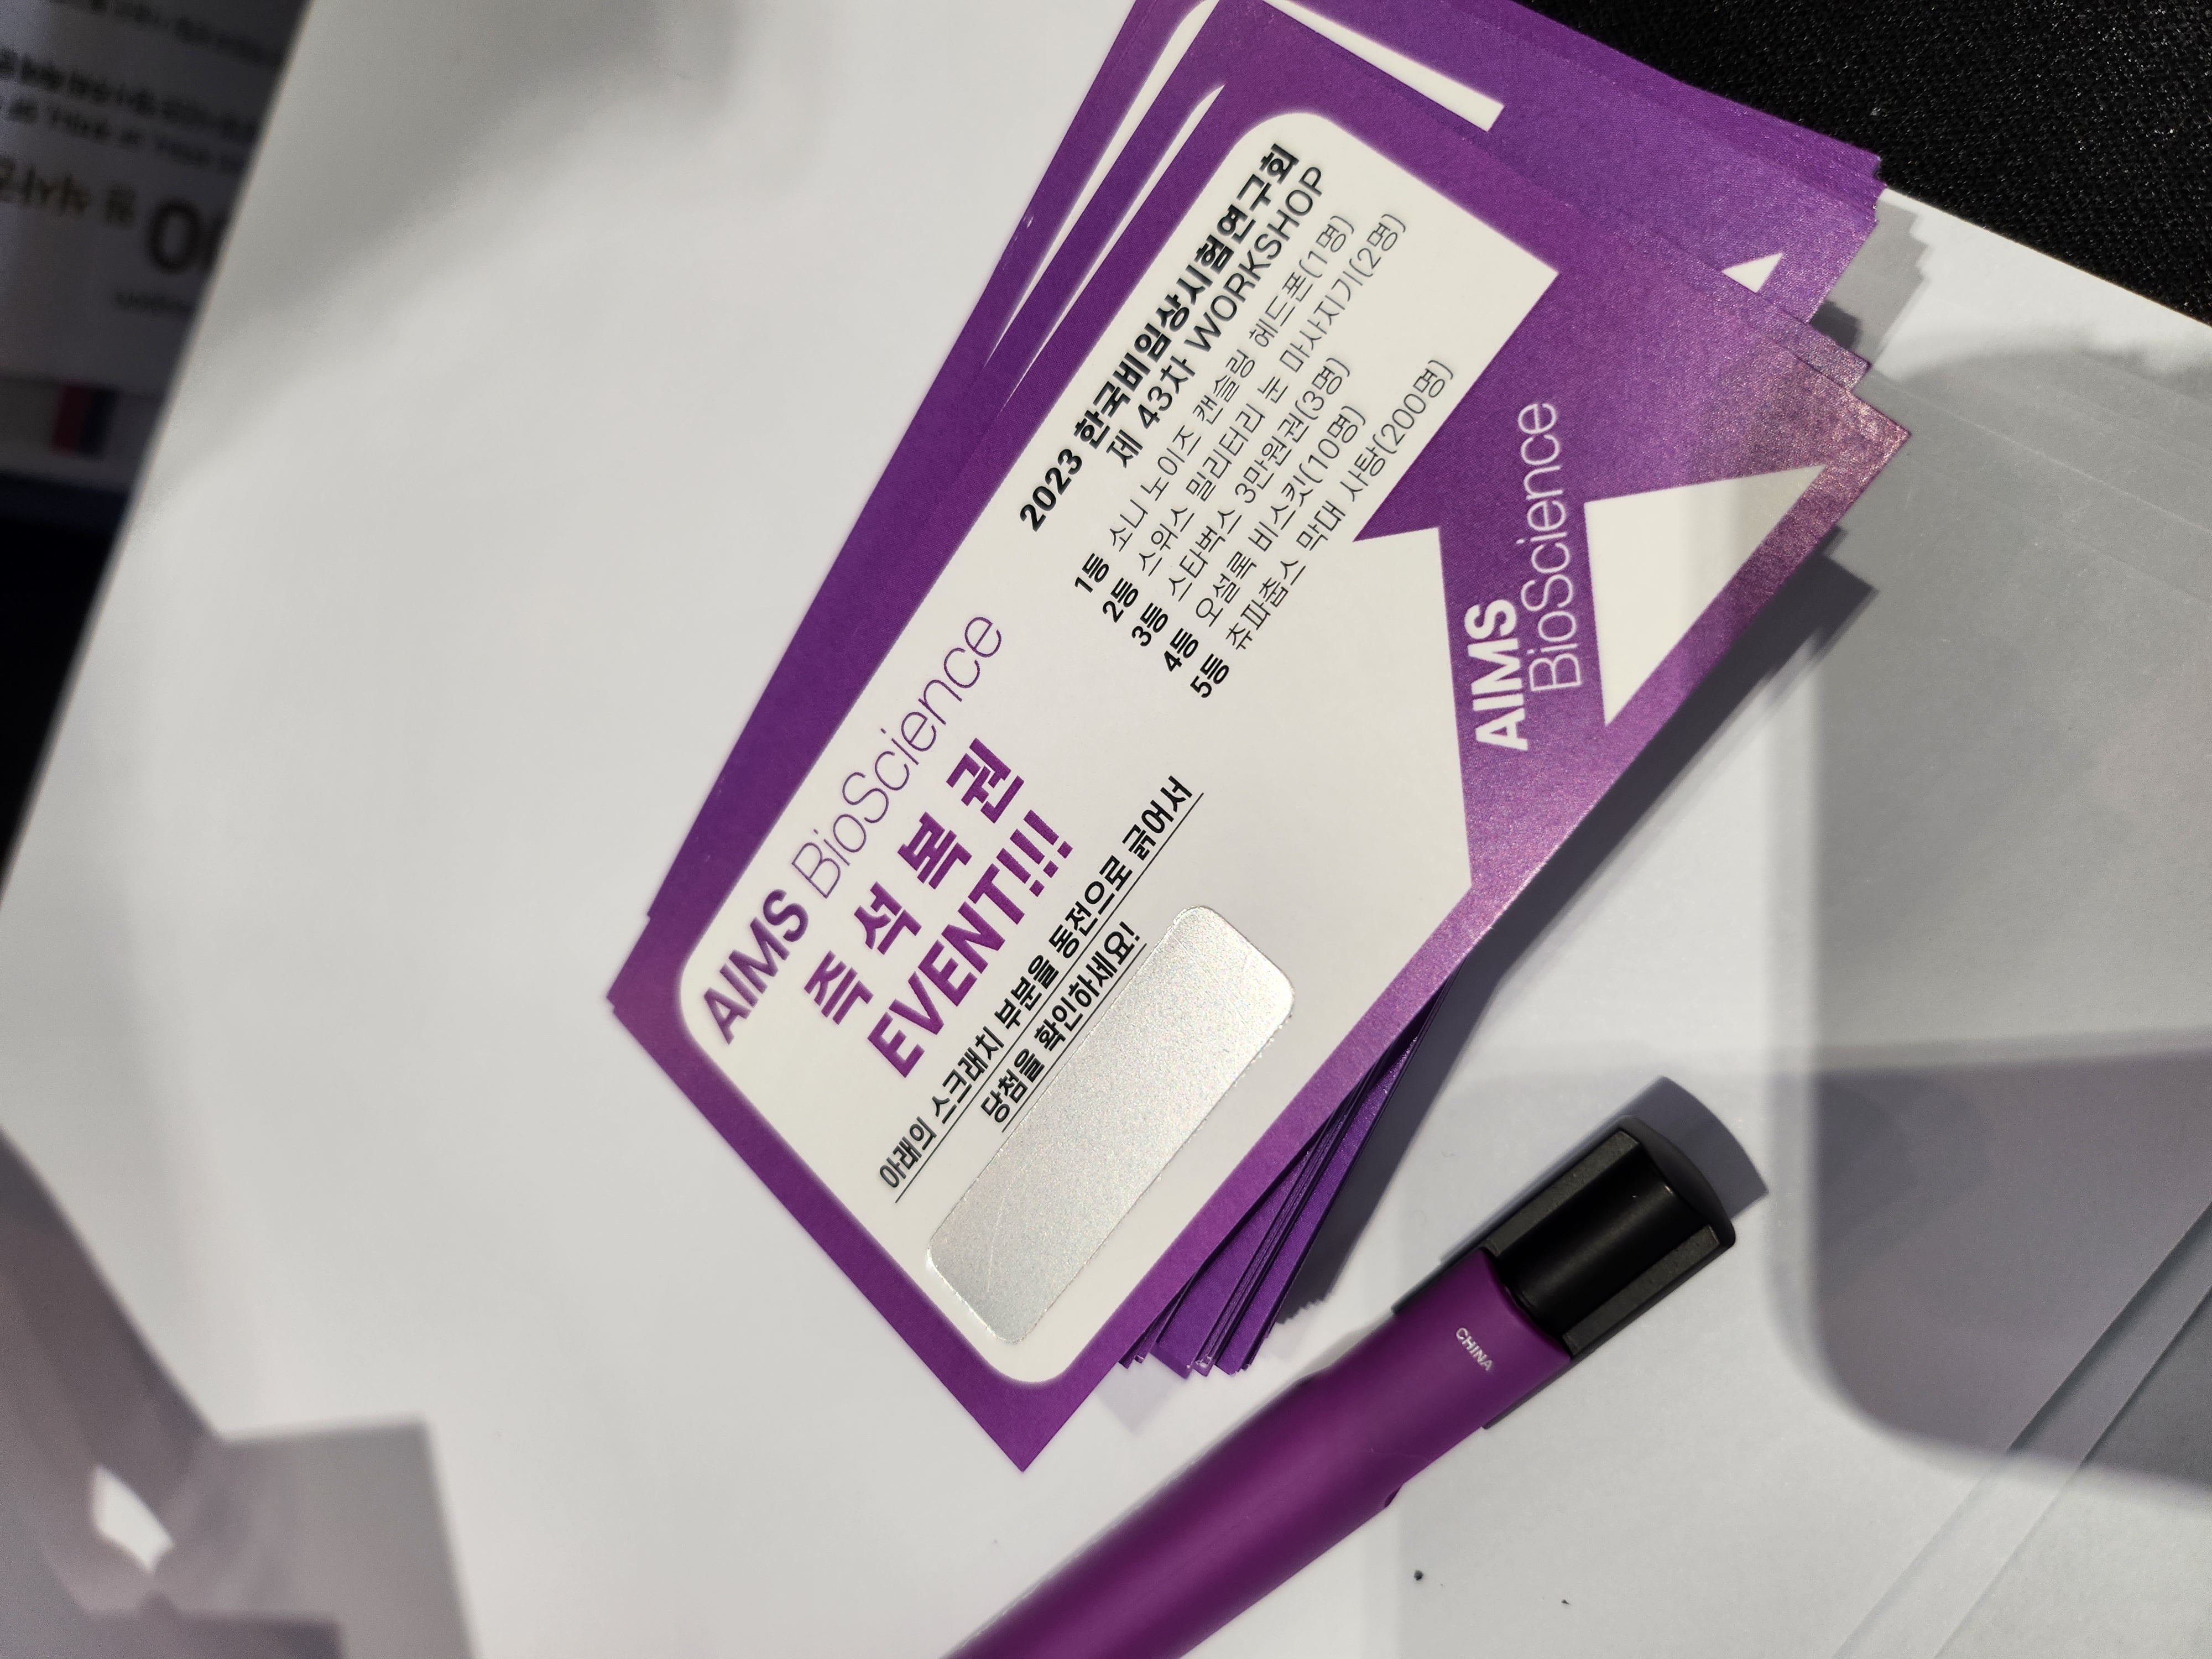 AIMS BioScience
즉 석 복 권
EVENT!!!
아래의 스크래치 부분을 동전으로 긁어서
당첨을 확인하세요!
2023 한국비임상시험연구회
제 43차 WORKSHOP
1등 소니 노이즈 캔슬링 헤드폰(1명)
2등 스위스 밀리터리 눈 마사지기(2명)
3등 스타벅스 3만원권(3명)
4등 오설록 비스킷(10명)
5등 츄파춥스 막대 사탕(200명)
AIMS
BioScience
CHINA